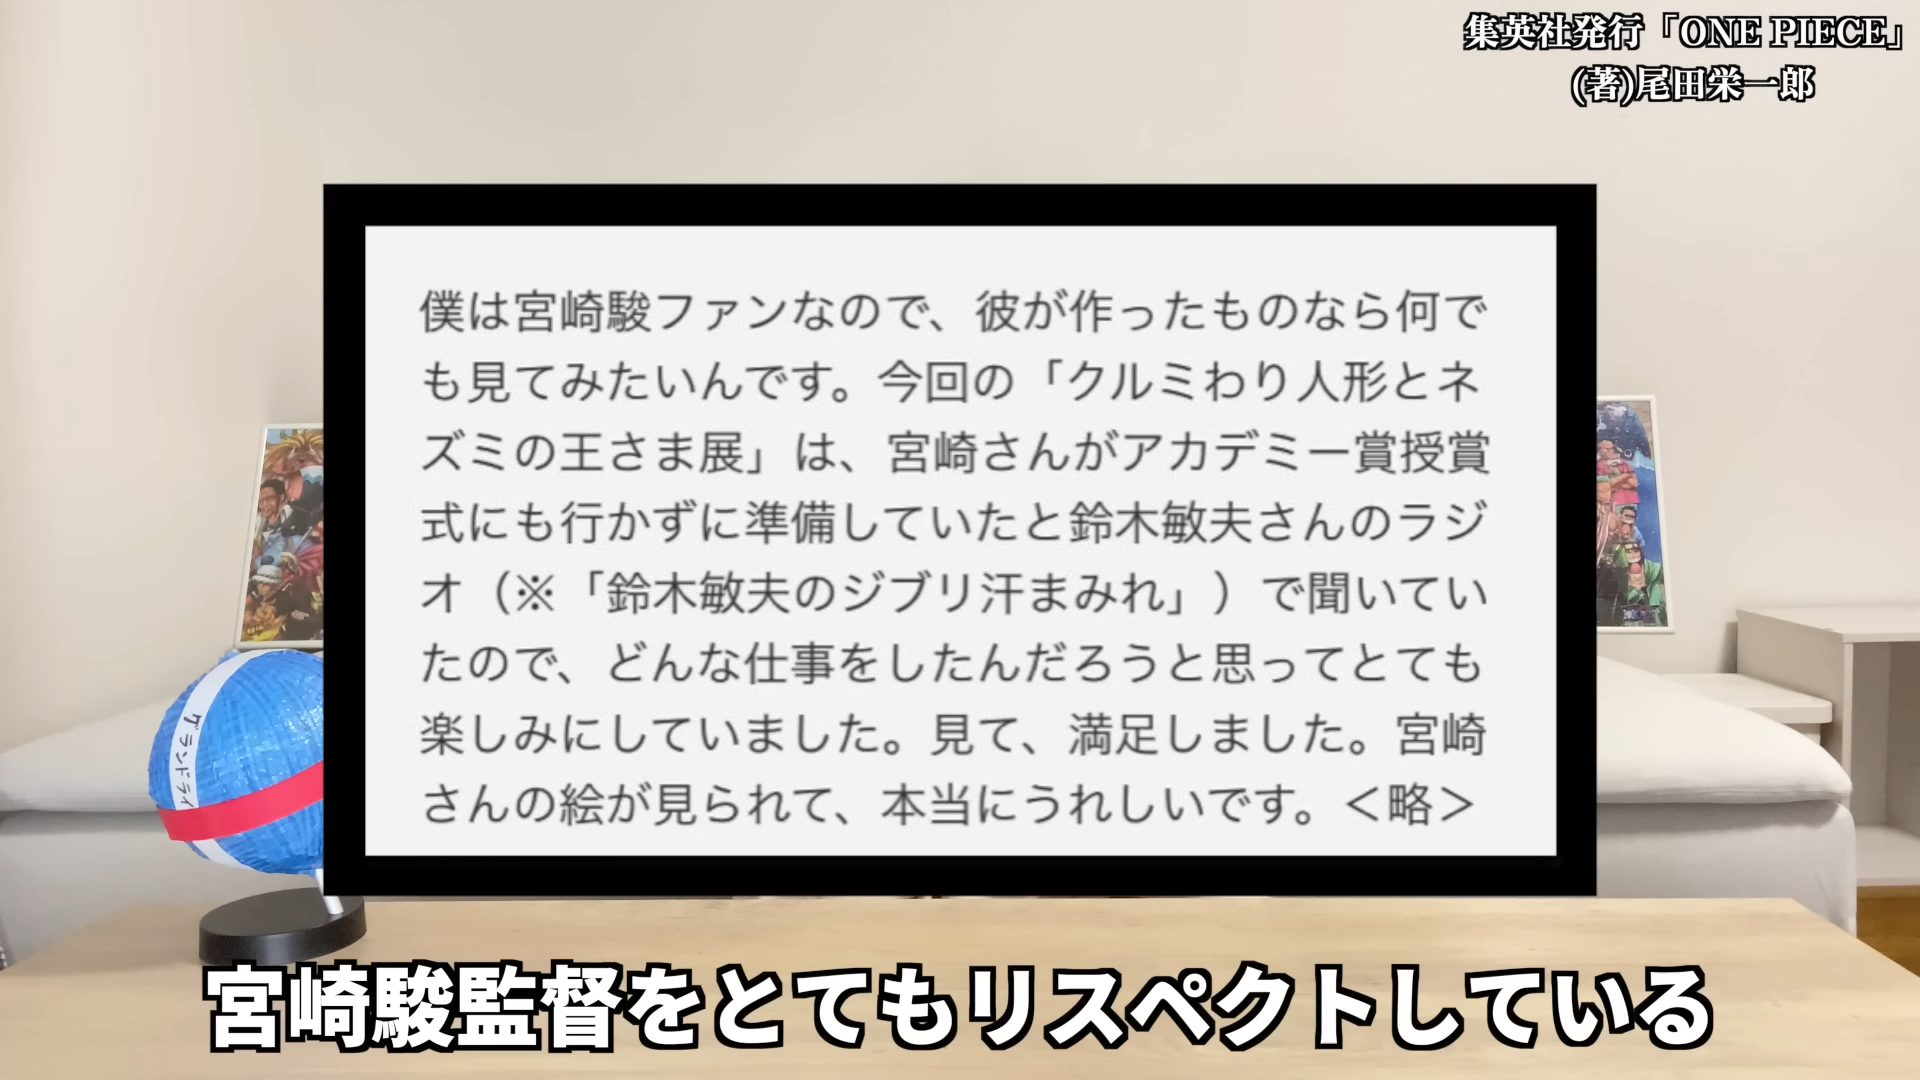 集英社発行「ONE PIECE」
(著)尾田栄一郎
僕は宮崎駿ファンなので、彼が作ったものなら何で
も見てみたいんです。今回の「クルミわり人形とネ
ズミの王さま展」は、宮崎さんがアカデミー賞授賞
式にも行かずに準備していたと鈴木敏夫さんのラジ
オ（※「鈴木敏夫のジブリ汗まみれ」）で聞いてい
たので、どんな仕事をしたんだろうと思ってとても
楽しみにしていました。見て、満足しました。宮崎
さんの絵が見られて、本当にうれしいです。＜略＞
グランドライ
宮崎駿監督をとてもリスペクトしている